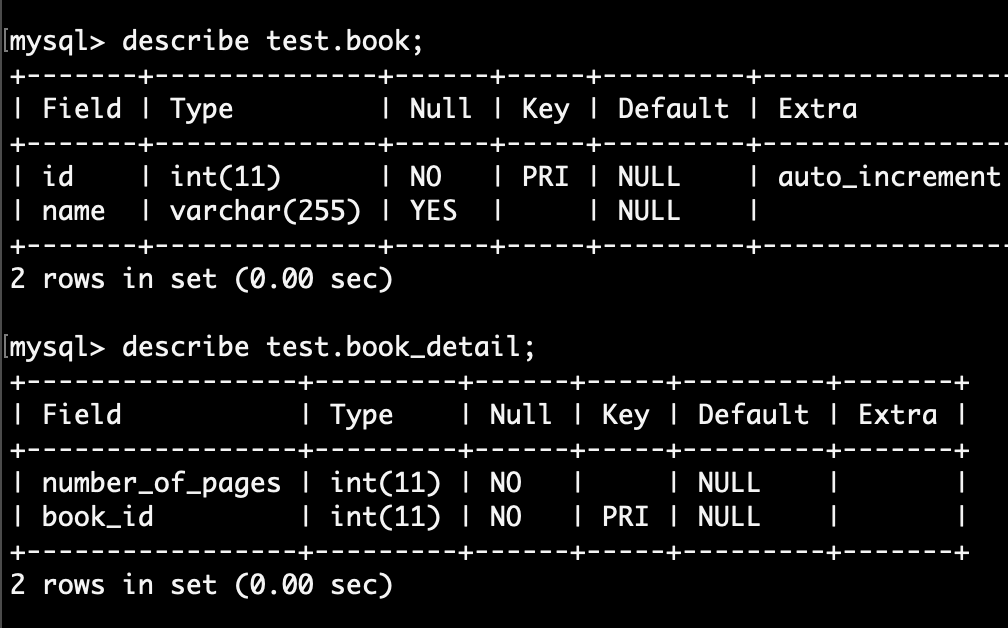 [mysql> describe test.book;
+-------+--------------+------+-----+---------+----------------
| Field | Type         | Null | Key | Default | Extra
+-------+--------------+------+-----+---------+----------------
| id    | int(11)      | NO   | PRI | NULL    | auto_increment
| name  | varchar(255) | YES  |     | NULL    |
+-------+--------------+------+-----+---------+----------------
2 rows in set (0.00 sec)
[mysql> describe test.book_detail;
+-----------------+---------+------+-----+---------+-------+
| Field           | Type    | Null | Key | Default | Extra |
+-----------------+---------+------+-----+---------+-------+
| number_of_pages | int(11) | NO   |     | NULL    |       |
| book_id         | int(11) | NO   | PRI | NULL    |       |
+-----------------+---------+------+-----+---------+-------+
2 rows in set (0.00 sec)